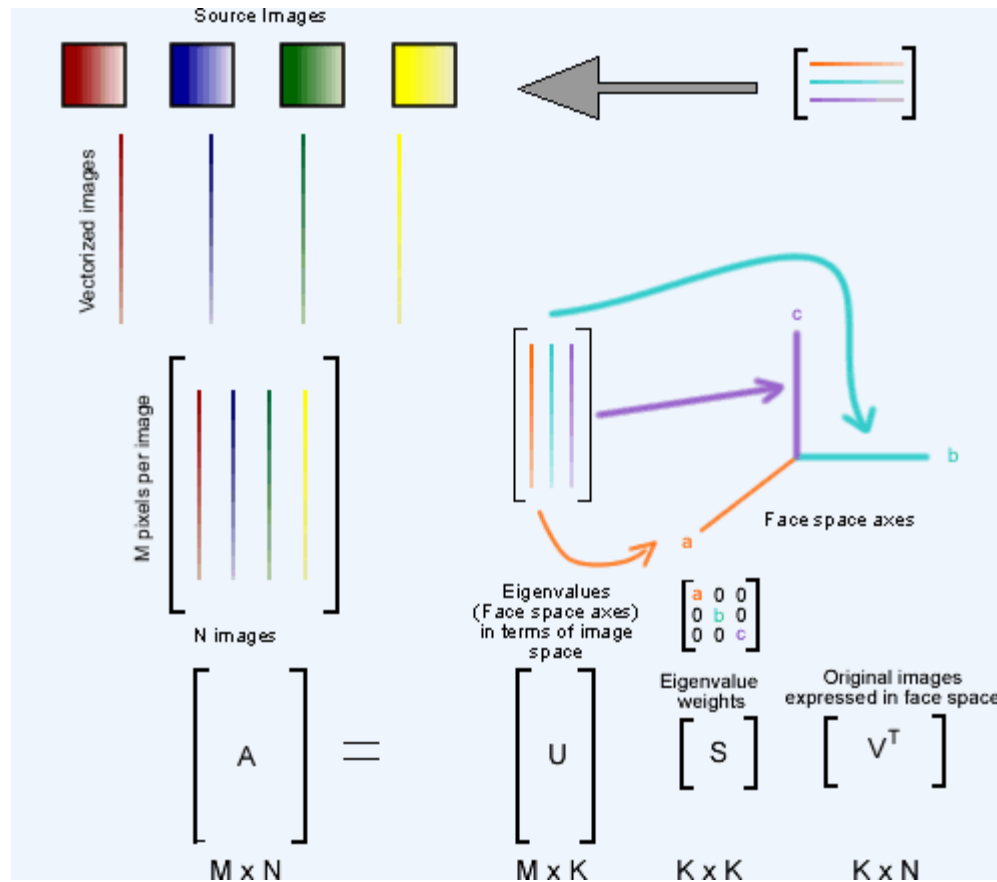 Source Images
Vectorized images
M pixels per image
N images
c
b
a
Face space axes
Eigenvalues
(Face space axes)
in terms of image
space
a 0 0
0 b 0
0 0 c
Eigenvalue
weights
Original images
expressed in face space
A = U S V^T
M x N M x K K x K K x N